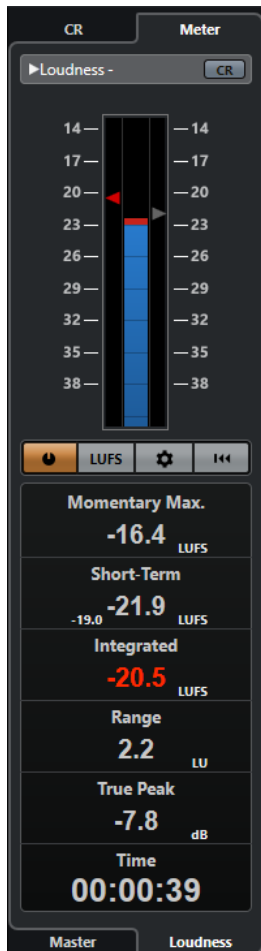 CR Meter
▶Loudness - CR
14 14
17 17
20 20
23 23
26 26
29 29
32 32
35 35
38 38
LUFS
Momentary Max.
-16.4 LUFS
Short-Term
-19.0 -21.9 LUFS
Integrated
-20.5 LUFS
Range
2.2 LU
True Peak
-7.8 dB
Time
00:00:39
Master Loudness